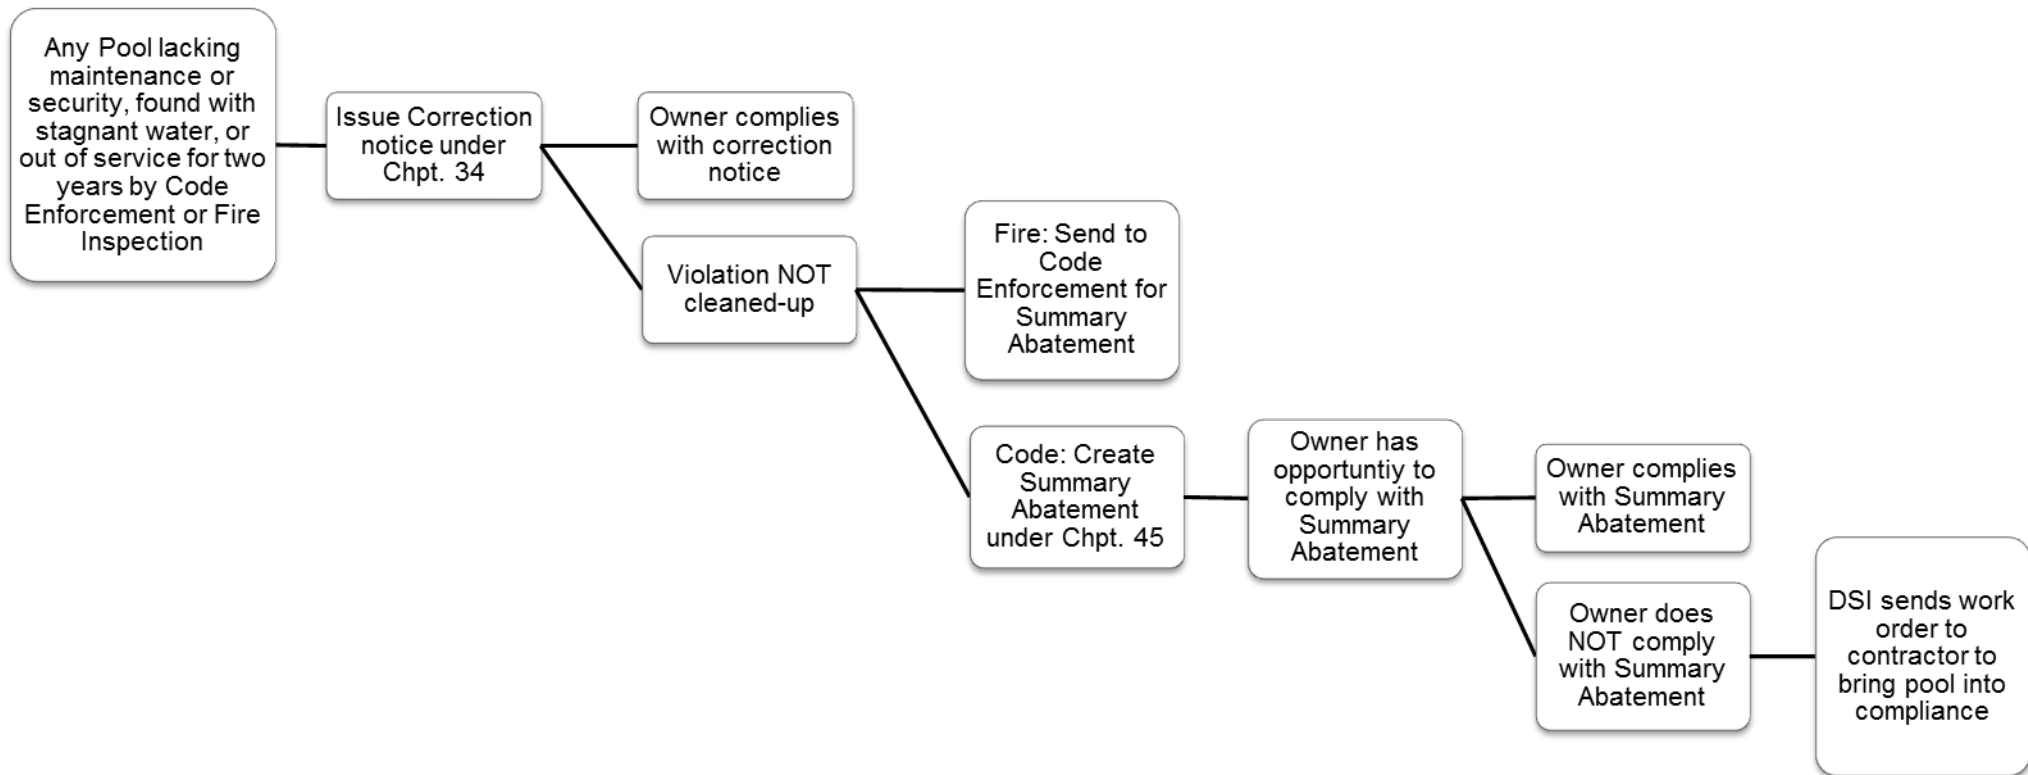 Any Pool lacking
maintenance or
security, found with
stagnant water, or
out of service for two
years by Code
Enforcement or Fire
Inspection
Issue Correction
notice under
Chpt. 34
Owner complies
with correction
notice
Violation NOT
cleaned-up
Fire: Send to
Code
Enforcement for
Summary
Abatement
Code: Create
Summary
Abatement
under Chpt. 45
Owner has
opportuntiy to
comply with
Summary
Abatement
Owner complies
with Summary
Abatement
Owner does
NOT comply
with Summary
Abatement
DSI sends work
order to
contractor to
bring pool into
compliance